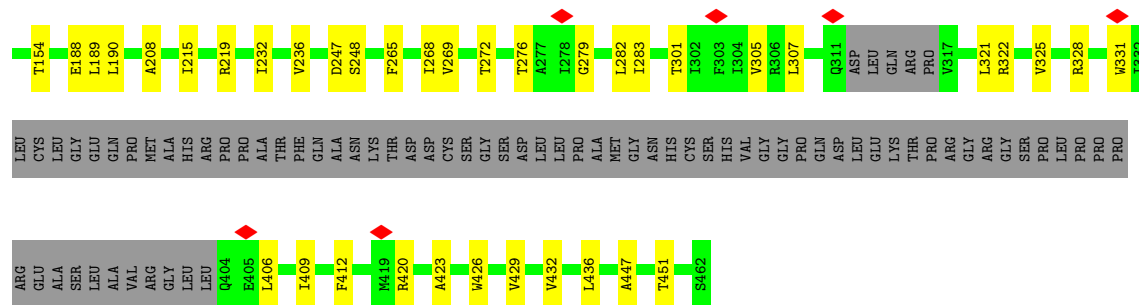 T154 E188 L189 L190 A208 I215 R219 I232 V236 D247 S248 F265 I268 V269 T272 T276 A277 I278 G279 L282 I283 T301 I302 F303 I304 V305 R306 L307 Q311 ASP LEU GLN ARG PRO V317 L321 R322 V325 R328 W331 I332
LEU CYS LEU GLY GLU GLN PRO MET ALA HIS ARG PRO PRO ALA THR PHE GLN ALA ASN LYS THR ASP ASP CYS SER GLY SER ASP LEU LEU PRO ALA MET GLY ASN HIS CYS SER HIS VAL GLY GLY PRO GLN ASP LEU GLU LYS THR PRO ARG GLY ARG GLY SER PRO LEU PRO PRO PRO
ARG GLU ALA SER LEU ALA VAL ARG GLY LEU LEU Q404 E405 L406 I409 F412 M419 R420 A423 W426 V429 V432 L436 A447 T451 S462